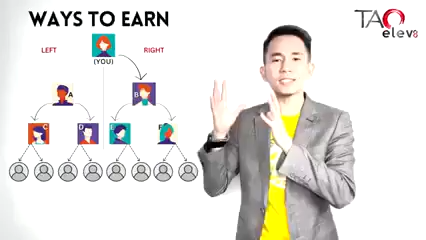 WAYS TO EARN
TAO
elev8
LEFT
RIGHT
(YOU)
A
B
C
D
E
F